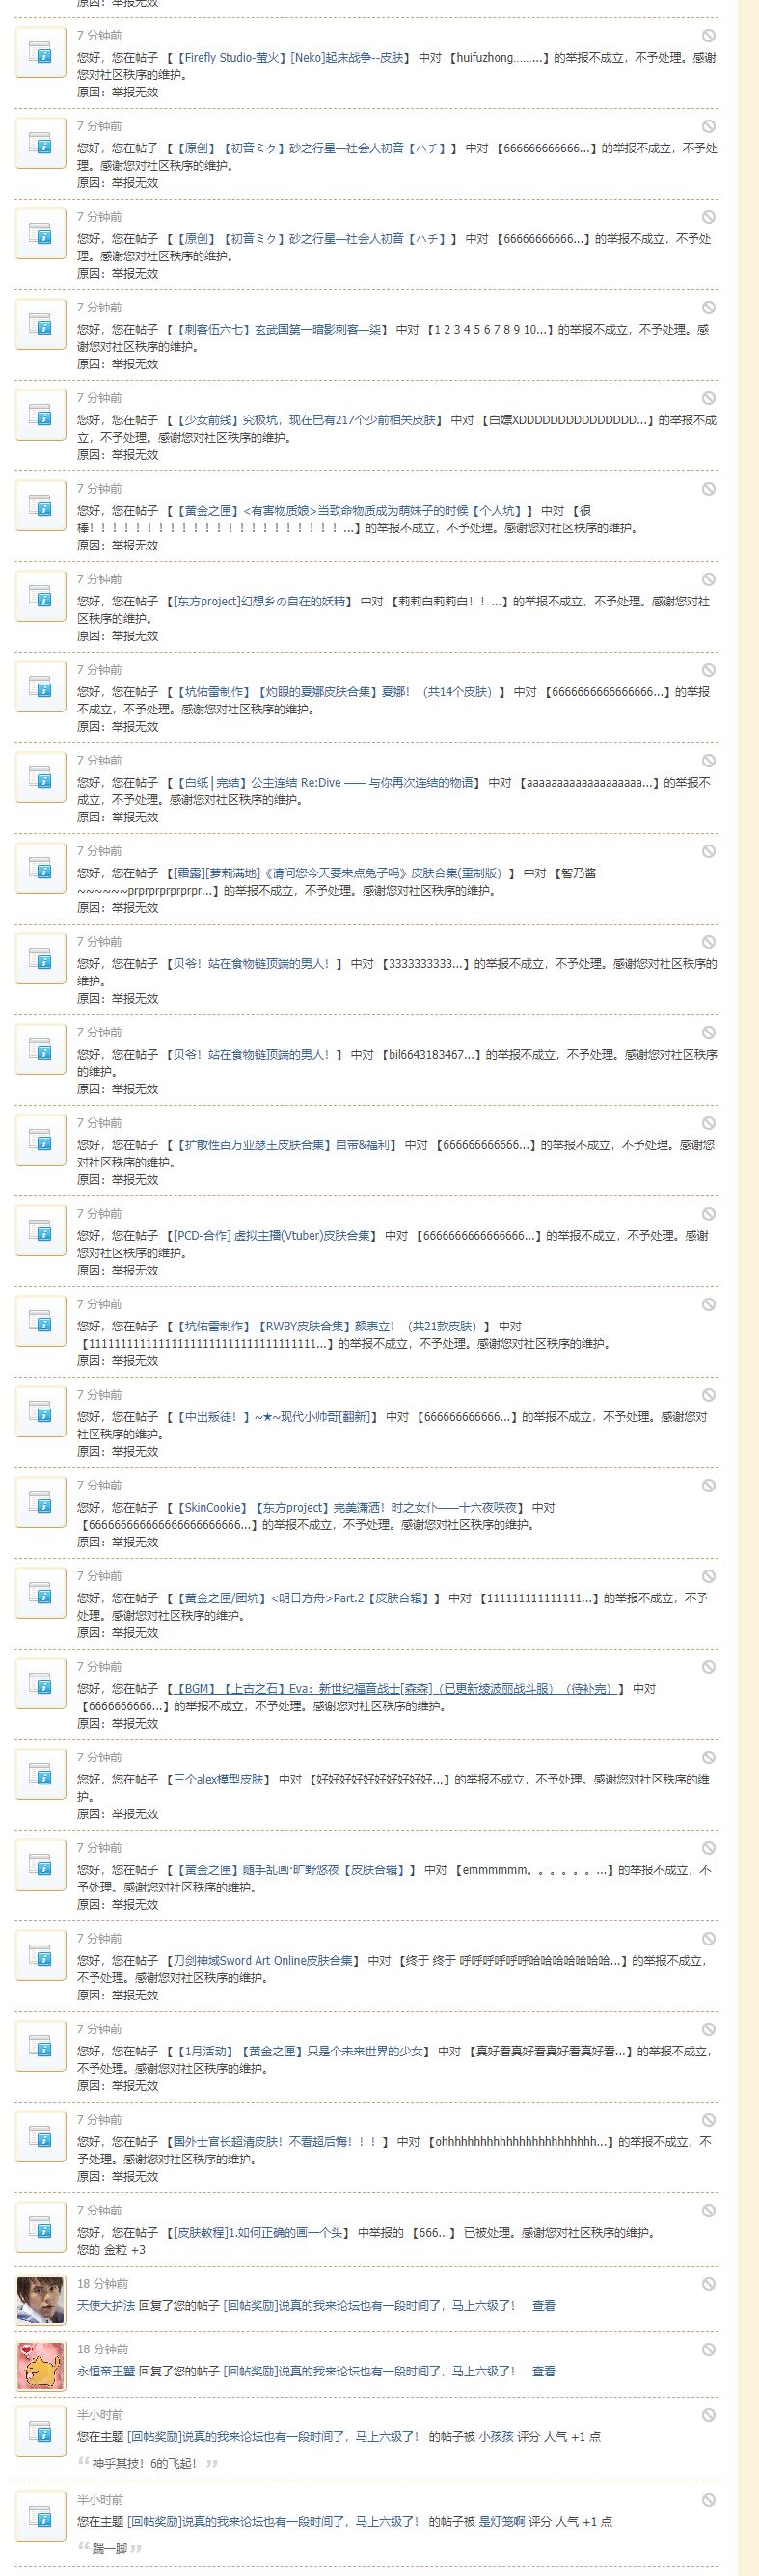 原因：举报无效
7 分钟前
您好，您在帖子 【【Firefly Studio-萤火】[Neko]起床战争--皮肤】 中对 【huifuzhong……...】的举报不成立，不予处理。感谢
您对社区秩序的维护。
原因：举报无效
7 分钟前
您好，您在帖子 【【原创】【初音ミク】砂之行星—社会人初音【ハチ】】 中对 【666666666666...】的举报不成立，不予处
理。感谢您对社区秩序的维护。
原因：举报无效
7 分钟前
您好，您在帖子 【【原创】【初音ミク】砂之行星—社会人初音【ハチ】】 中对 【66666666666...】的举报不成立，不予处
理。感谢您对社区秩序的维护。
原因：举报无效
7 分钟前
您好，您在帖子 【【刺客伍六七】玄武国第一暗影刺客—柒】 中对 【1 2 3 4 5 6 7 8 9 10...】的举报不成立，不予处理。感
谢您对社区秩序的维护。
原因：举报无效
7 分钟前
您好，您在帖子 【【少女前线】究极坑，现在已有217个少前相关皮肤】 中对 【白嫖XDDDDDDDDDDDDDDD...】的举报不成
立，不予处理。感谢您对社区秩序的维护。
原因：举报无效
7 分钟前
您好，您在帖子 【【黄金之匣】<有害物质娘>当致命物质成为萌妹子的时候【个人坑】】 中对 【很
棒！！！！！！！！！！！！！！！！！！！！！！...】的举报不成立，不予处理。感谢您对社区秩序的维护。
原因：举报无效
7 分钟前
您好，您在帖子 【[东方project]幻想乡の自在的妖精】 中对 【莉莉白莉莉白！！...】的举报不成立，不予处理。感谢您对社
区秩序的维护。
原因：举报无效
7 分钟前
您好，您在帖子 【【坑佑雷制作】【灼眼的夏娜皮肤合集】夏娜！（共14个皮肤）】 中对 【6666666666666666...】的举报
不成立，不予处理。感谢您对社区秩序的维护。
原因：举报无效
7 分钟前
您好，您在帖子 【【白纸│完结】公主连结 Re:Dive —— 与你再次连结的物语】 中对 【aaaaaaaaaaaaaaaaaaa...】的举报不
成立，不予处理。感谢您对社区秩序的维护。
原因：举报无效
7 分钟前
您好，您在帖子 【[霜露][萝莉满地]《请问您今天要来点兔子吗》皮肤合集(重制版）】 中对 【智乃酱
~~~~~~prprprprprprpr...】的举报不成立，不予处理。感谢您对社区秩序的维护。
原因：举报无效
7 分钟前
您好，您在帖子 【贝爷！站在食物链顶端的男人！】 中对 【3333333333...】的举报不成立，不予处理。感谢您对社区秩序的
维护。
原因：举报无效
7 分钟前
您好，您在帖子 【贝爷！站在食物链顶端的男人！】 中对 【bil6643183467...】的举报不成立，不予处理。感谢您对社区秩序
的维护。
原因：举报无效
7 分钟前
您好，您在帖子 【【扩散性百万亚瑟王皮肤合集】自带&福利】 中对 【666666666666...】的举报不成立，不予处理。感谢您
对社区秩序的维护。
原因：举报无效
7 分钟前
您好，您在帖子 【[PCD-合作] 虚拟主播(Vtuber)皮肤合集】 中对 【6666666666666666...】的举报不成立，不予处理。感谢
您对社区秩序的维护。
原因：举报无效
7 分钟前
您好，您在帖子 【【坑佑雷制作】【RWBY皮肤合集】颜表立！（共21款皮肤）】 中对
【1111111111111111111111111111111111111...】的举报不成立，不予处理。感谢您对社区秩序的维护。
原因：举报无效
7 分钟前
您好，您在帖子 【【中出叛徒！】~★~现代小帅哥[翻新]】 中对 【666666666666...】的举报不成立，不予处理。感谢您对
社区秩序的维护。
原因：举报无效
7 分钟前
您好，您在帖子 【【SkinCookie】【东方project】完美潇洒！时之女仆——十六夜咲夜】 中对
【66666666666666666666666...】的举报不成立，不予处理。感谢您对社区秩序的维护。
原因：举报无效
7 分钟前
您好，您在帖子 【【黄金之匣/团坑】<明日方舟>Part.2【皮肤合辑】】 中对 【1111111111111111...】的举报不成立，不予
处理。感谢您对社区秩序的维护。
原因：举报无效
7 分钟前
您好，您在帖子 【【BGM】【上古之石】Eva：新世纪福音战士[森森]（已更新绫波丽战斗服）（待补完）】 中对
【6666666666...】的举报不成立，不予处理。感谢您对社区秩序的维护。
原因：举报无效
7 分钟前
您好，您在帖子 【三个alex模型皮肤】 中对 【好好好好好好好好好好...】的举报不成立，不予处理。感谢您对社区秩序的维
护。
原因：举报无效
7 分钟前
您好，您在帖子 【【黄金之匣】随手乱画·旷野悠夜【皮肤合辑】】 中对 【emmmmm。。。。。。...】的举报不成立，不
予处理。感谢您对社区秩序的维护。
原因：举报无效
7 分钟前
您好，您在帖子 【刀剑神域Sword Art Online皮肤合集】 中对 【终于 终于 呼呼呼呼呼呼哈哈哈哈哈哈哈...】的举报不成立，
不予处理。感谢您对社区秩序的维护。
原因：举报无效
7 分钟前
您好，您在帖子 【【1月活动】【黄金之匣】只是个未来世界的少女】 中对 【真好看真好看真好看真好看...】的举报不成立，
不予处理。感谢您对社区秩序的维护。
原因：举报无效
7 分钟前
您好，您在帖子 【国外士官长超清皮肤！不看超后悔！！！】 中对 【ohhhhhhhhhhhhhhhhhhhhhhhh...】的举报不成立，不
予处理。感谢您对社区秩序的维护。
原因：举报无效
7 分钟前
您好，您在帖子 【[皮肤教程]1.如何正确的画一个头】 中举报的 【666...】 已被处理。感谢您对社区秩序的维护。
您的 金粒 +3
18 分钟前
天使大护法 回复了您的帖子 [回帖奖励]说真的我来论坛也有一段时间了，马上六级了！ 查看
18 分钟前
永恒帝王蟹 回复了您的帖子 [回帖奖励]说真的我来论坛也有一段时间了，马上六级了！ 查看
半小时前
您在主题 [回帖奖励]说真的我来论坛也有一段时间了，马上六级了！ 的帖子被 小孩孩 评分 人气 +1 点
“ 神乎其技！6的飞起！ ”
半小时前
您在主题 [回帖奖励]说真的我来论坛也有一段时间了，马上六级了！ 的帖子被 是灯笼啊 评分 人气 +1 点
“ 踹一脚 ”